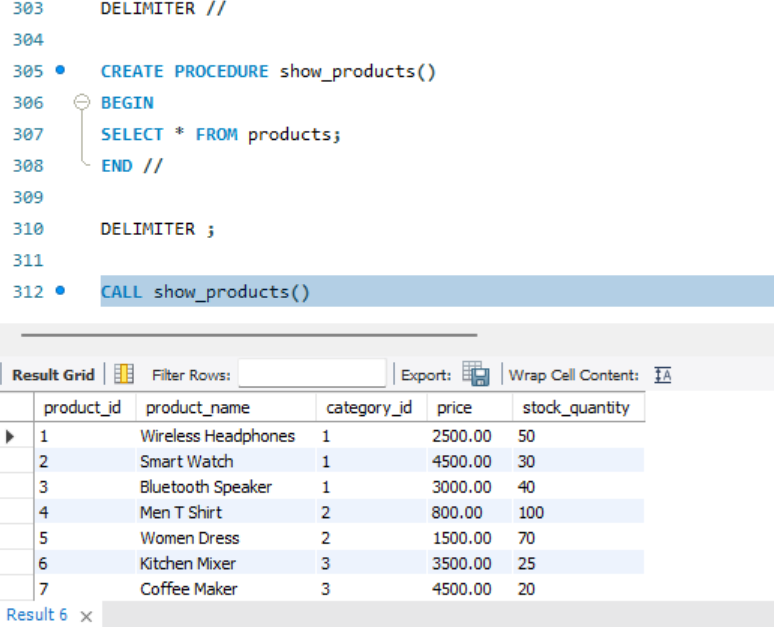 303 DELIMITER //
304
305 CREATE PROCEDURE show_products()
306 BEGIN
307 SELECT * FROM products;
308 END //
309
310 DELIMITER ;
311
312 CALL show_products()
Result Grid Filter Rows: Export: Wrap Cell Content: IA
product_id product_name category_id price stock_quantity
1 Wireless Headphones 1 2500.00 50
2 Smart Watch 1 4500.00 30
3 Bluetooth Speaker 1 3000.00 40
4 Men T Shirt 2 800.00 100
5 Women Dress 2 1500.00 70
6 Kitchen Mixer 3 3500.00 25
7 Coffee Maker 3 4500.00 20
Result 6 ×